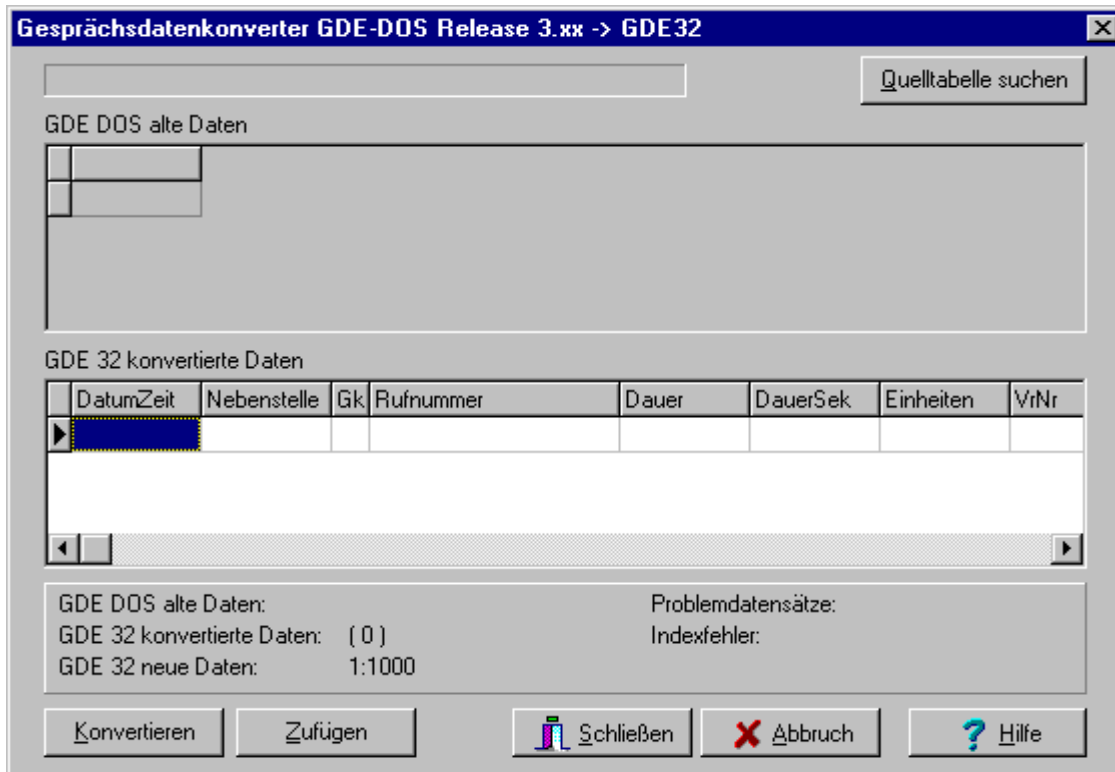 Gesprächsdatenkonverter GDE-DOS Release 3.xx -> GDE32
Quelltabelle suchen
GDE DOS alte Daten
GDE 32 konvertierte Daten
DatumZeit Nebenstelle Gk Rufnummer Dauer DauerSek Einheiten VrNr
GDE DOS alte Daten: Problemdatensätze:
GDE 32 konvertierte Daten: ( 0 ) Indexfehler:
GDE 32 neue Daten: 1:1000
Konvertieren Zufügen Schließen Abbruch Hilfe